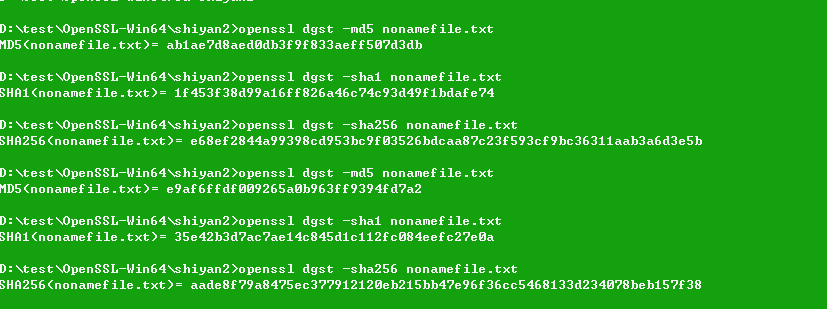 D:\test\OpenSSL-Win64\shiyan2>openssl dgst -md5 nonamefile.txt
MD5(nonamefile.txt)= ab1ae7d8aed0db3f9f833aeff507d3db
D:\test\OpenSSL-Win64\shiyan2>openssl dgst -sha1 nonamefile.txt
SHA1(nonamefile.txt)= 1f453f38d99a16ff826a46c74c93d49f1bdafe74
D:\test\OpenSSL-Win64\shiyan2>openssl dgst -sha256 nonamefile.txt
SHA256(nonamefile.txt)= e68ef2844a99398cd953bc9f03526bdcaa87c23f593cf9bc36311aab3a6d3e5b
D:\test\OpenSSL-Win64\shiyan2>openssl dgst -md5 nonamefile.txt
MD5(nonamefile.txt)= e9af6ffdf009265a0b963ff9394fd7a2
D:\test\OpenSSL-Win64\shiyan2>openssl dgst -sha1 nonamefile.txt
SHA1(nonamefile.txt)= 35e42b3d7ac7ae14c845d1c112fc084eefc27e0a
D:\test\OpenSSL-Win64\shiyan2>openssl dgst -sha256 nonamefile.txt
SHA256(nonamefile.txt)= aade8f79a8475ec377912120eb215bb47e96f36cc5468133d234078beb157f38